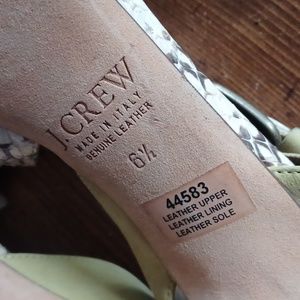 J.CREW
MADE IN ITALY
GENUINE LEATHER
6½
44583
LEATHER UPPER
LEATHER LINING
LEATHER SOLE